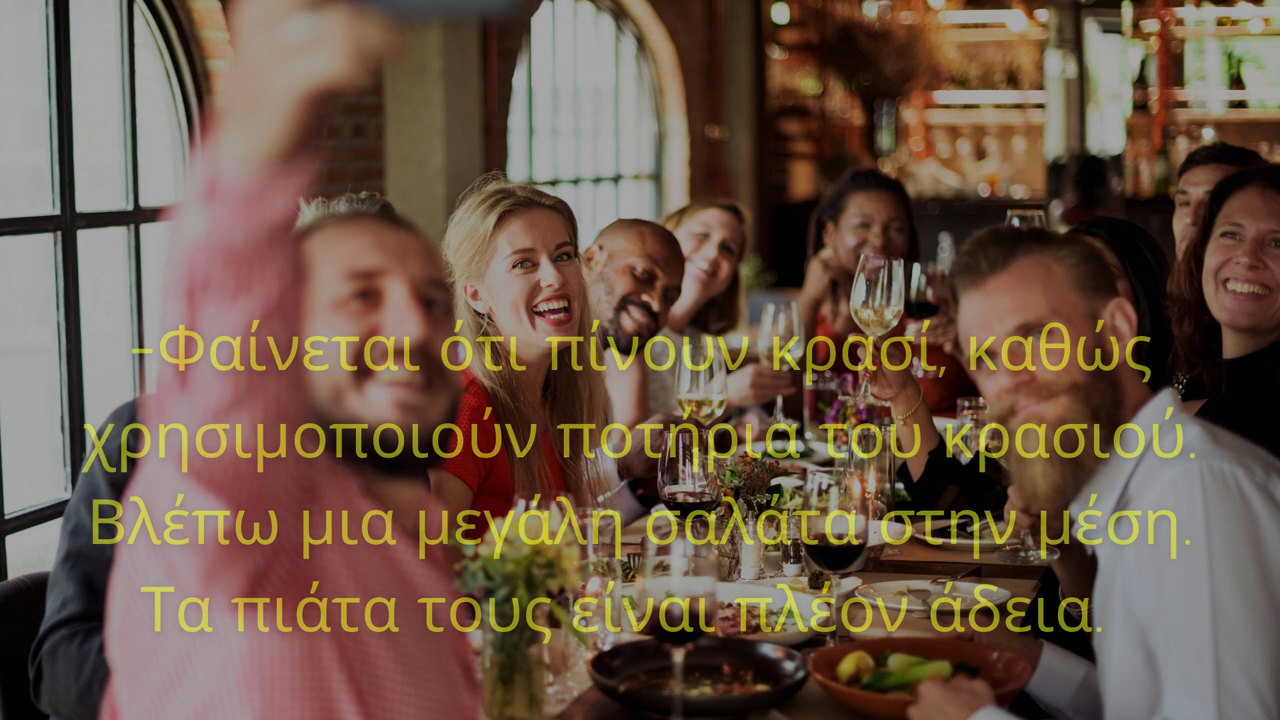 -Φαίνεται ότι πίνουν κρασί, καθώς
χρησιμοποιούν ποτήρια του κρασιού.
Βλέπω μια μεγάλη σαλάτα στην μέση.
Τα πιάτα τους είναι πλέον άδεια.